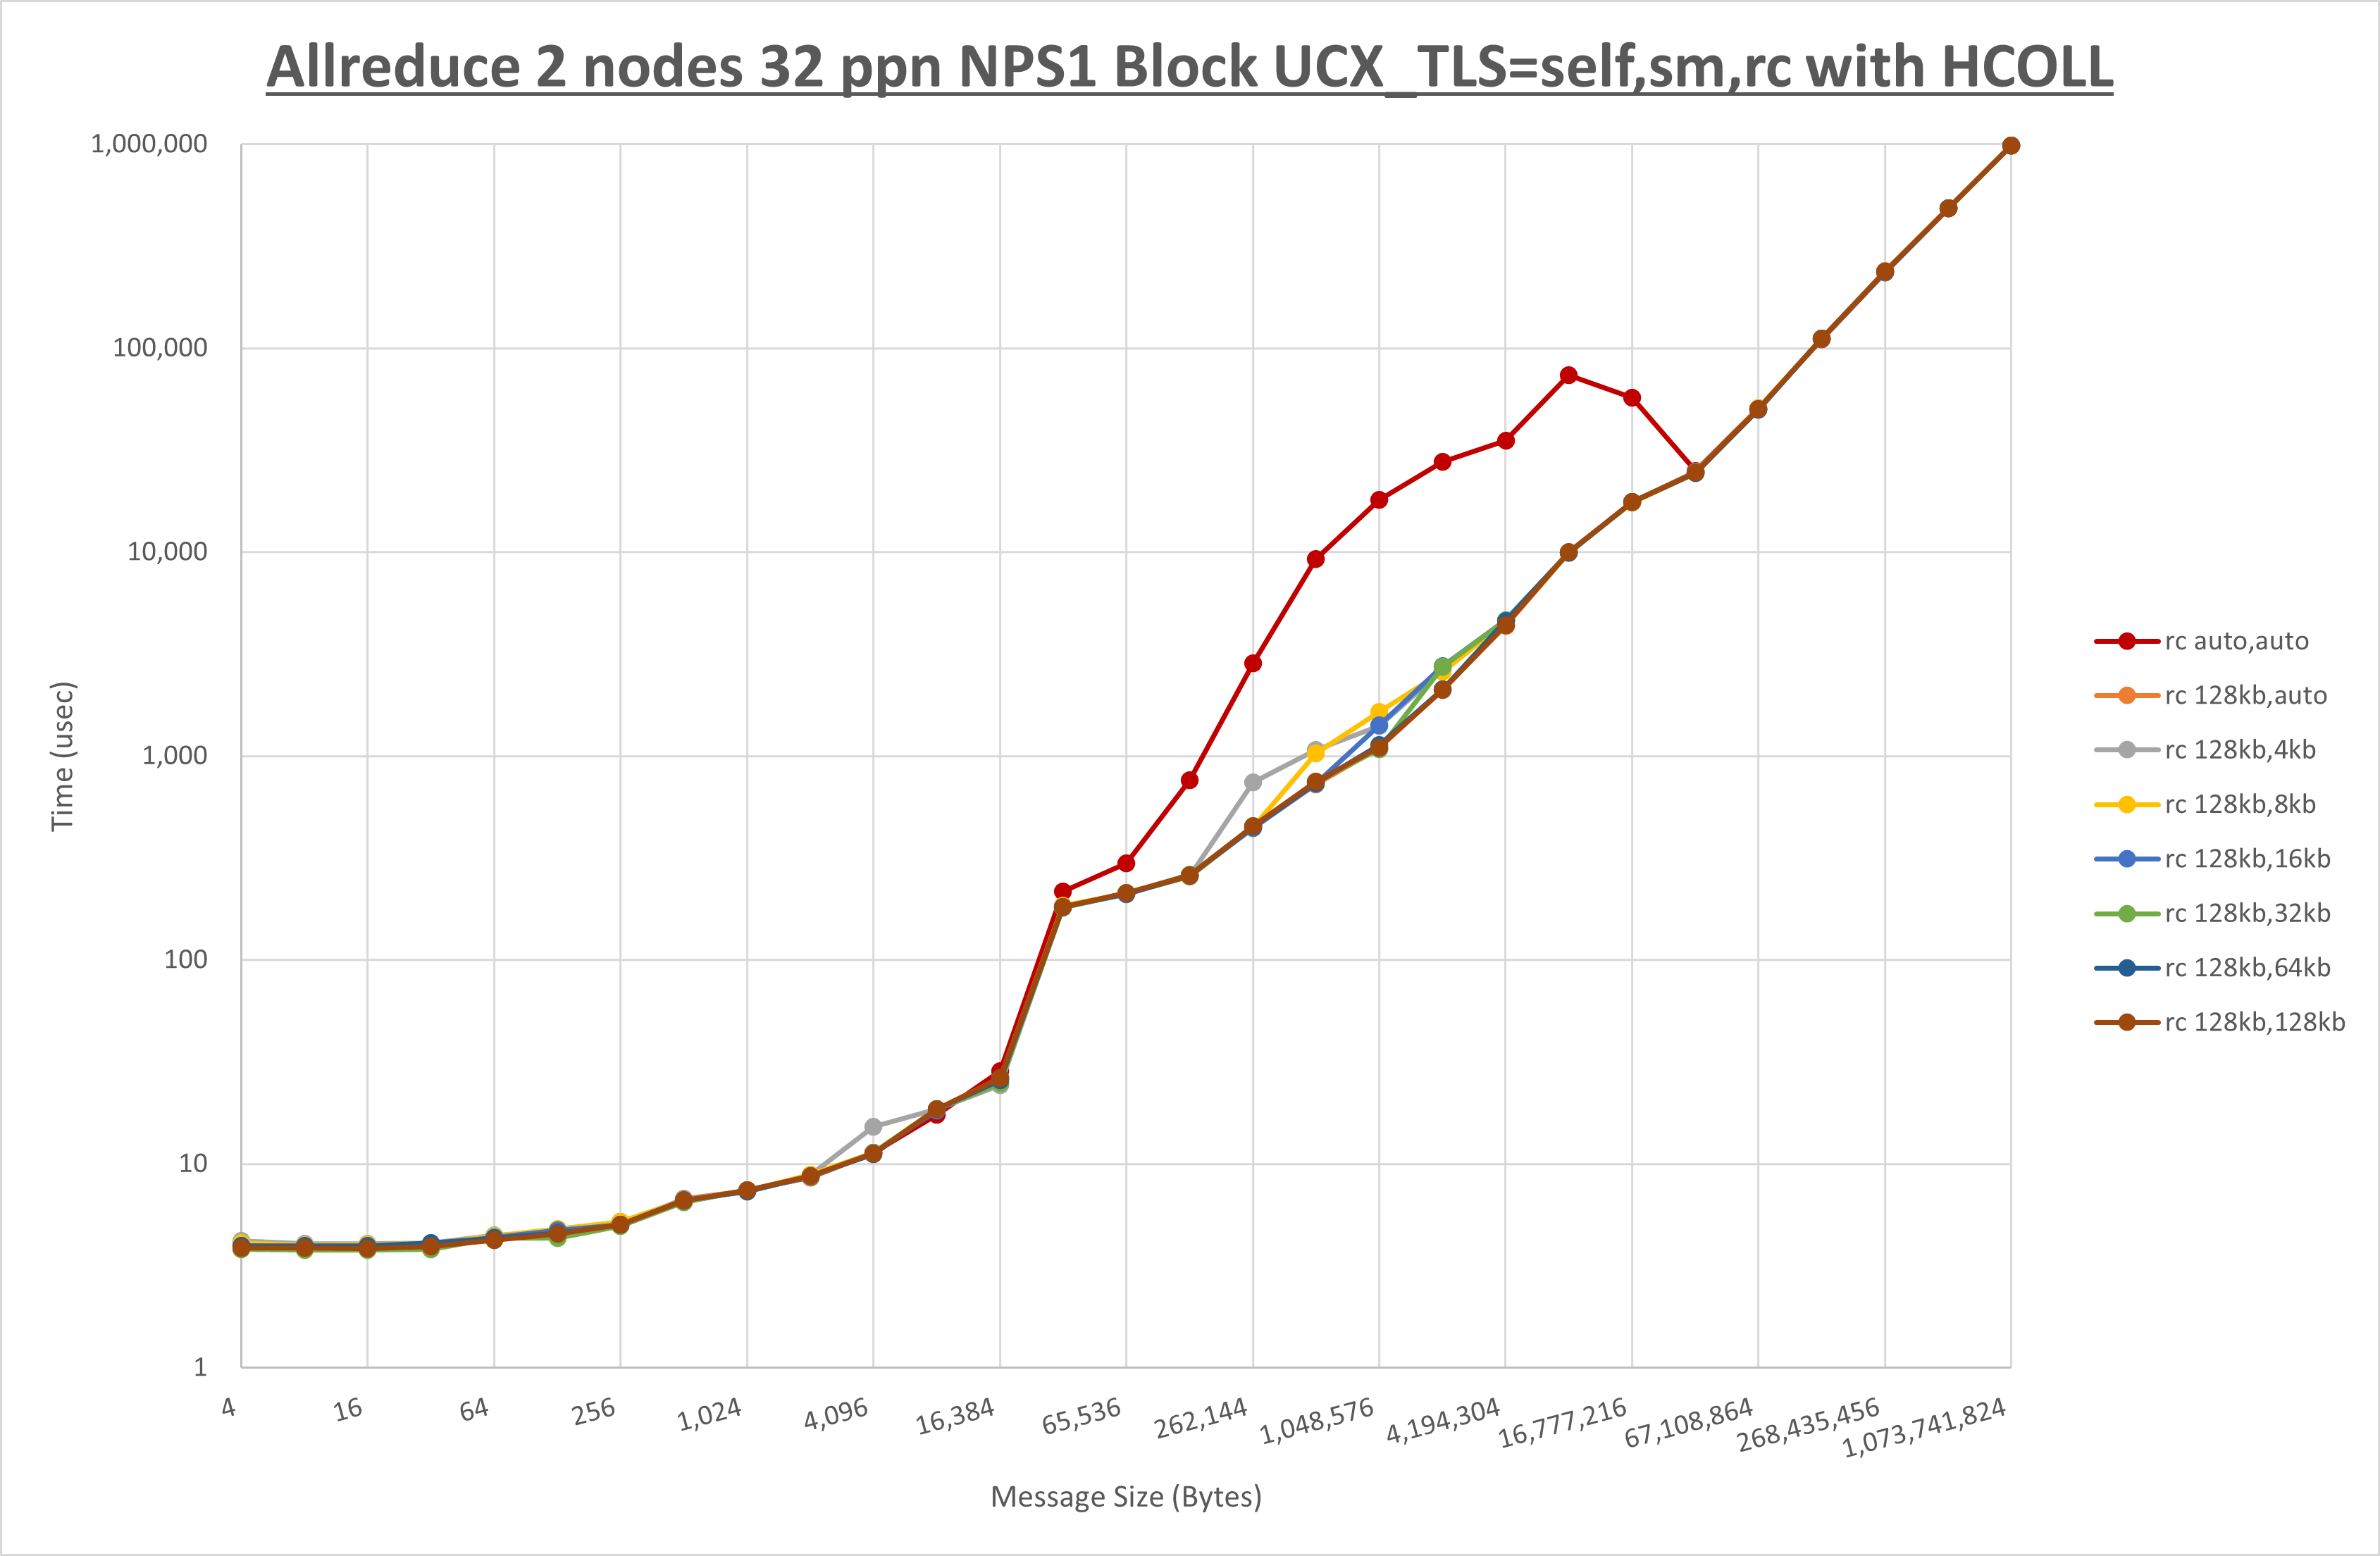 Allreduce 2 nodes 32 ppn NPS1 Block UCX_TLS=self,sm,rc with HCOLL
1,000,000
100,000
10,000
1,000
100
10
1
Time (usec)
4
16
64
256
1,024
4,096
16,384
65,536
262,144
1,048,576
4,194,304
16,777,216
67,108,864
268,435,456
1,073,741,824
Message Size (Bytes)
rc auto,auto
rc 128kb,auto
rc 128kb,4kb
rc 128kb,8kb
rc 128kb,16kb
rc 128kb,32kb
rc 128kb,64kb
rc 128kb,128kb